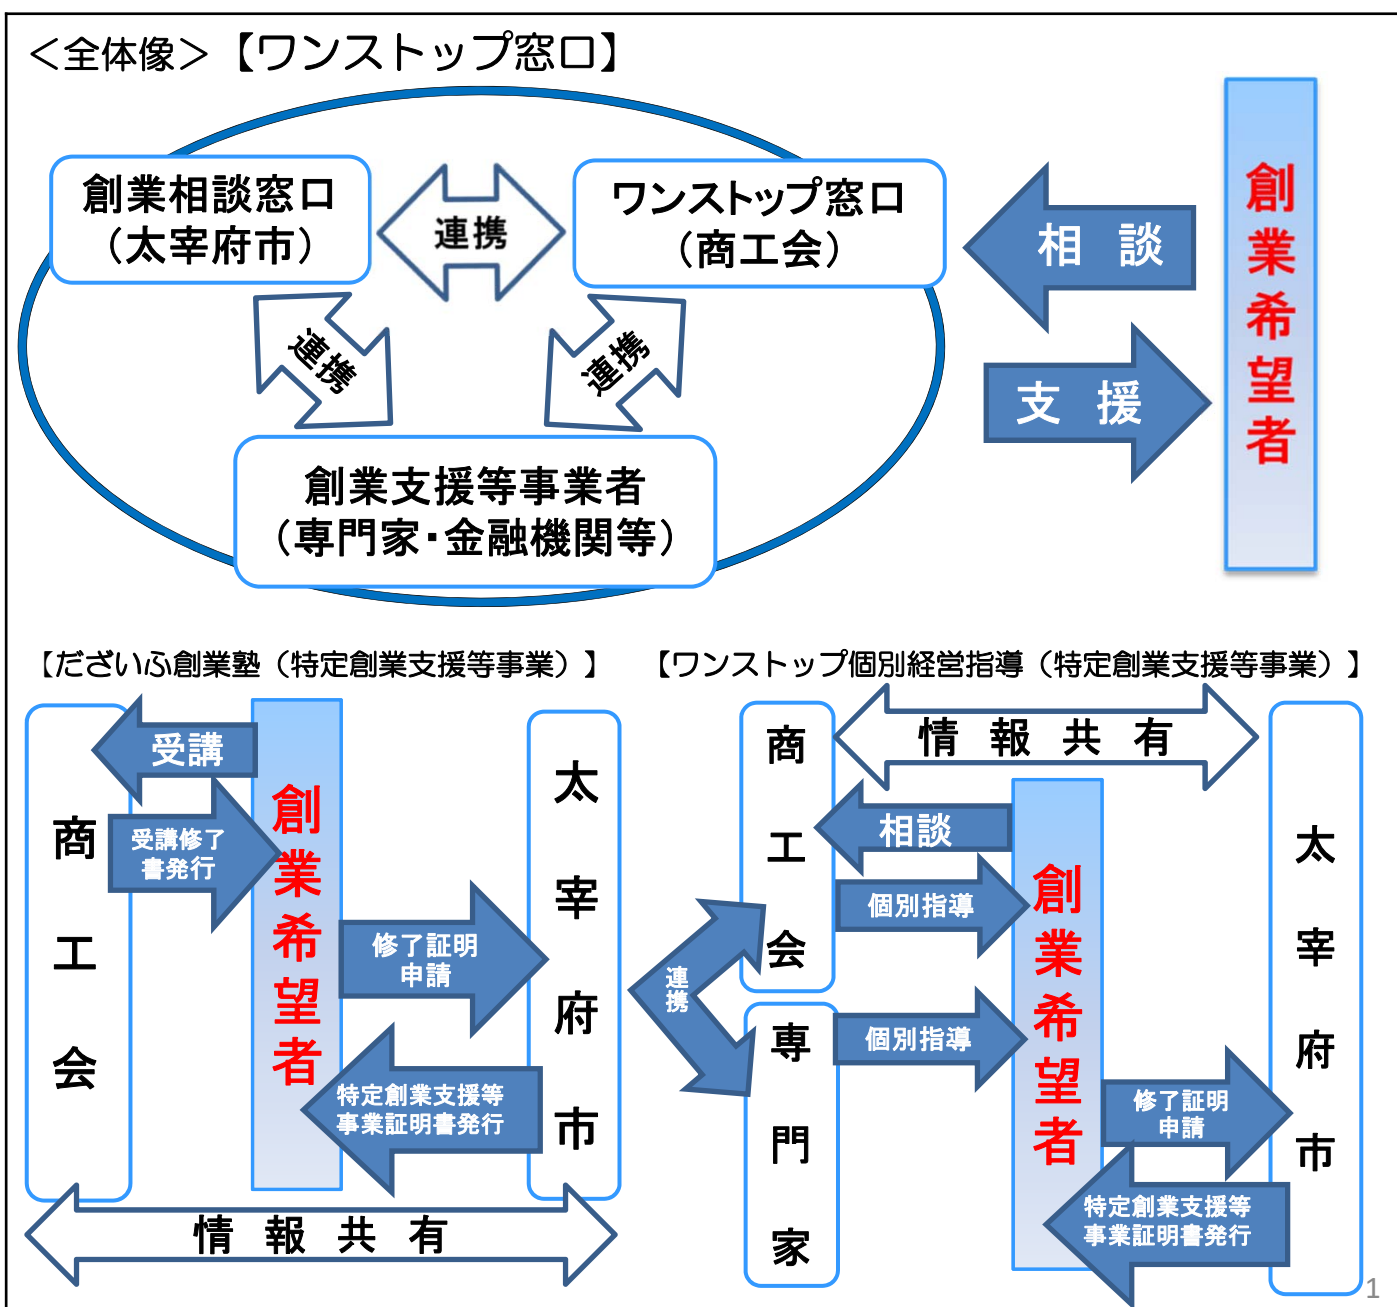 ＜全体像＞【ワンストップ窓口】
創業相談窓口
（太宰府市）
連携
ワンストップ窓口
（商工会）
連携
連携
創業支援等事業者
（専門家・金融機関等）
相談
支援
創業希望者
【だざいふ創業塾（特定創業支援等事業）】
商工会
受講
受講修了
書発行
創業希望者
修了証明
申請
特定創業支援等
事業証明書発行
太宰府市
情報共有
【ワンストップ個別経営指導（特定創業支援等事業）】
情報共有
商工会
相談
個別指導
連携
専門家
個別指導
創業希望者
修了証明
申請
特定創業支援等
事業証明書発行
太宰府市
1